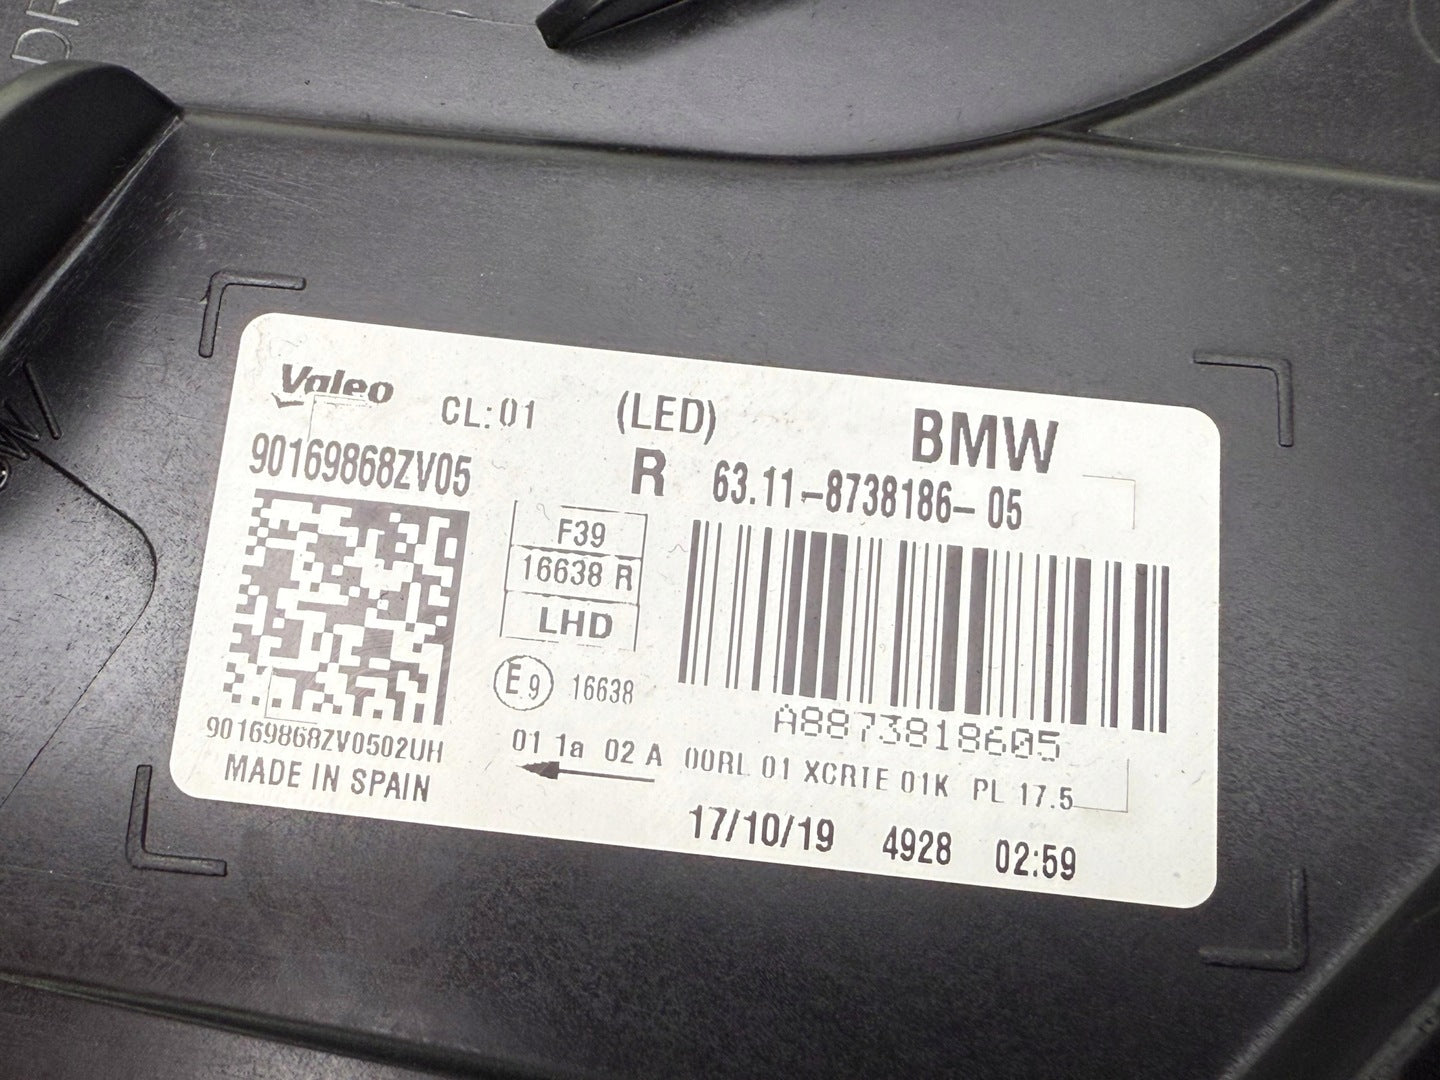 DR
Valeo CL:01 (LED) BMW
90169868ZV05 R 63.11-8738186-05
F39
16638 R
LHD
E9 16638
A8873818605
90169868ZV0502UH 01 1a 02 A 00RL 01 XCRTE 01K PL 17.5
MADE IN SPAIN
17/10/19 4928 02:59